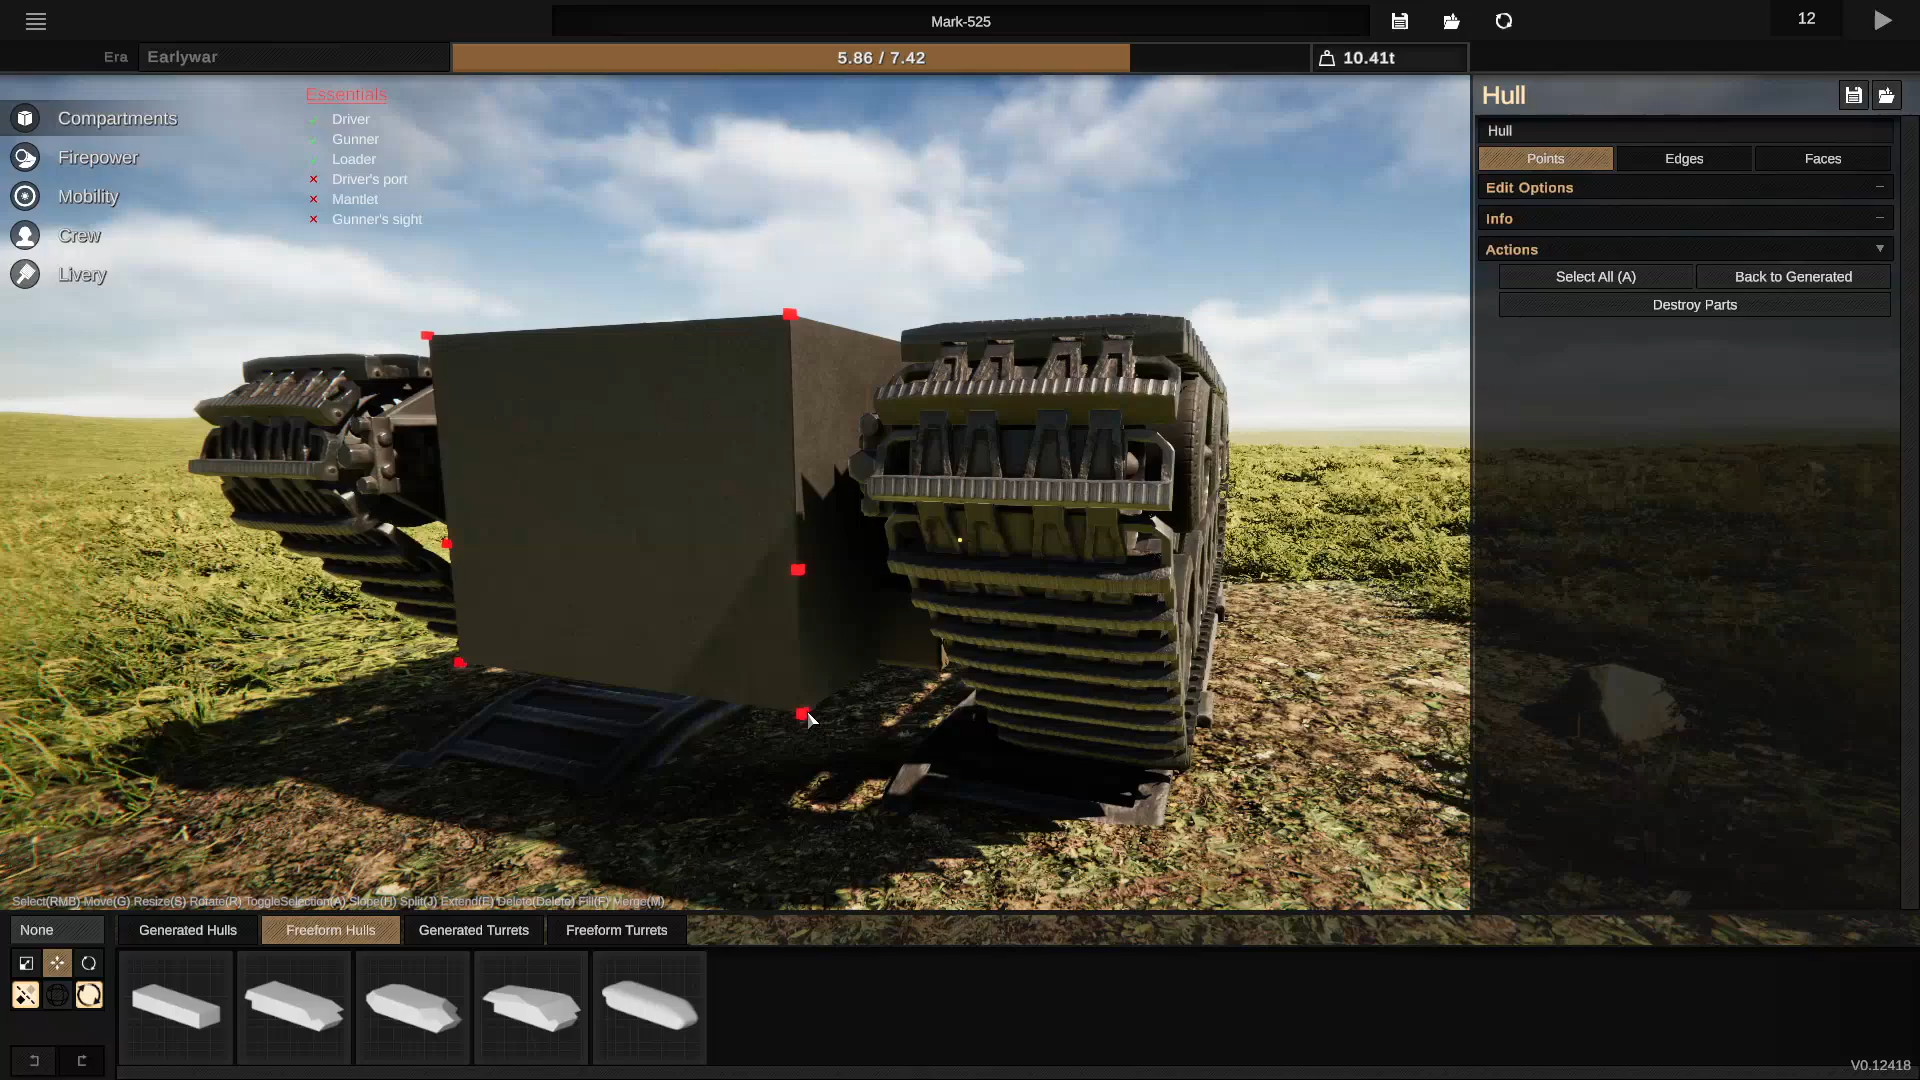 Mark-525
12
Era
Earlywar
5.86 / 7.42
10.41t
Essentials
Driver
Gunner
Loader
Driver's port
Mantlet
Gunner's sight
Compartments
Firepower
Mobility
Crew
Livery
Hull
Hull
Points
Edges
Faces
Edit Options
Info
Actions
Select All (A)
Back to Generated
Destroy Parts
Select(RMB) Move(G) Resize(S) Rotate(R) ToggleSelection(A) Slope(H) Split(J) Extend(E) Delete(Delete) Fill(F) Merge(M)
None
Generated Hulls
Freeform Hulls
Generated Turrets
Freeform Turrets
V0.12418